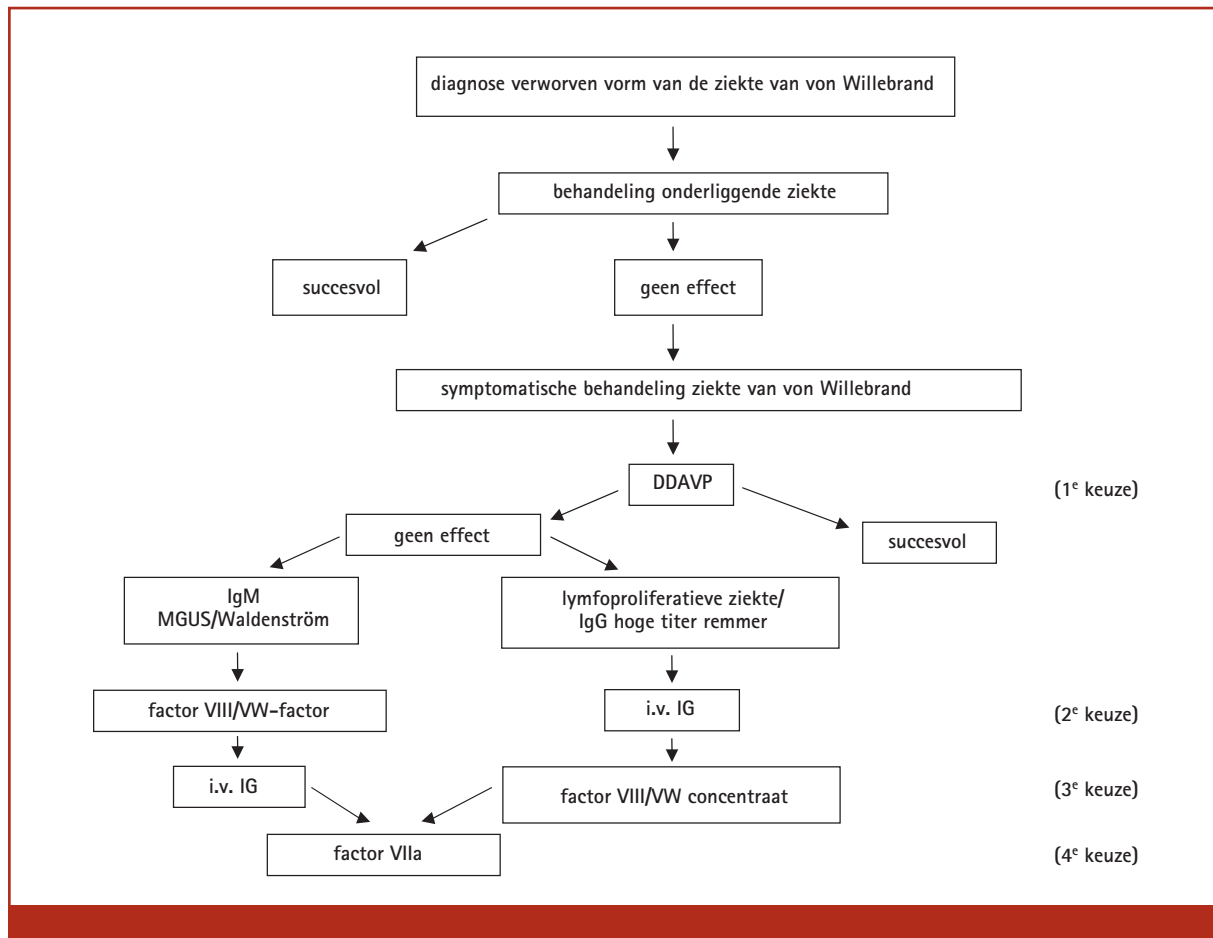 diagnose verworven vorm van de ziekte van von Willebrand
behandeling onderliggende ziekte
succesvol
geen effect
symptomatische behandeling ziekte van von Willebrand
DDAVP
(1e keuze)
geen effect
succesvol
IgM
MGUS/Waldenström
lymfoproliferatieve ziekte/
IgG hoge titer remmer
factor VIII/VW-factor
i.v. IG
(2e keuze)
i.v. IG
factor VIII/VW concentraat
(3e keuze)
factor VIIa
(4e keuze)